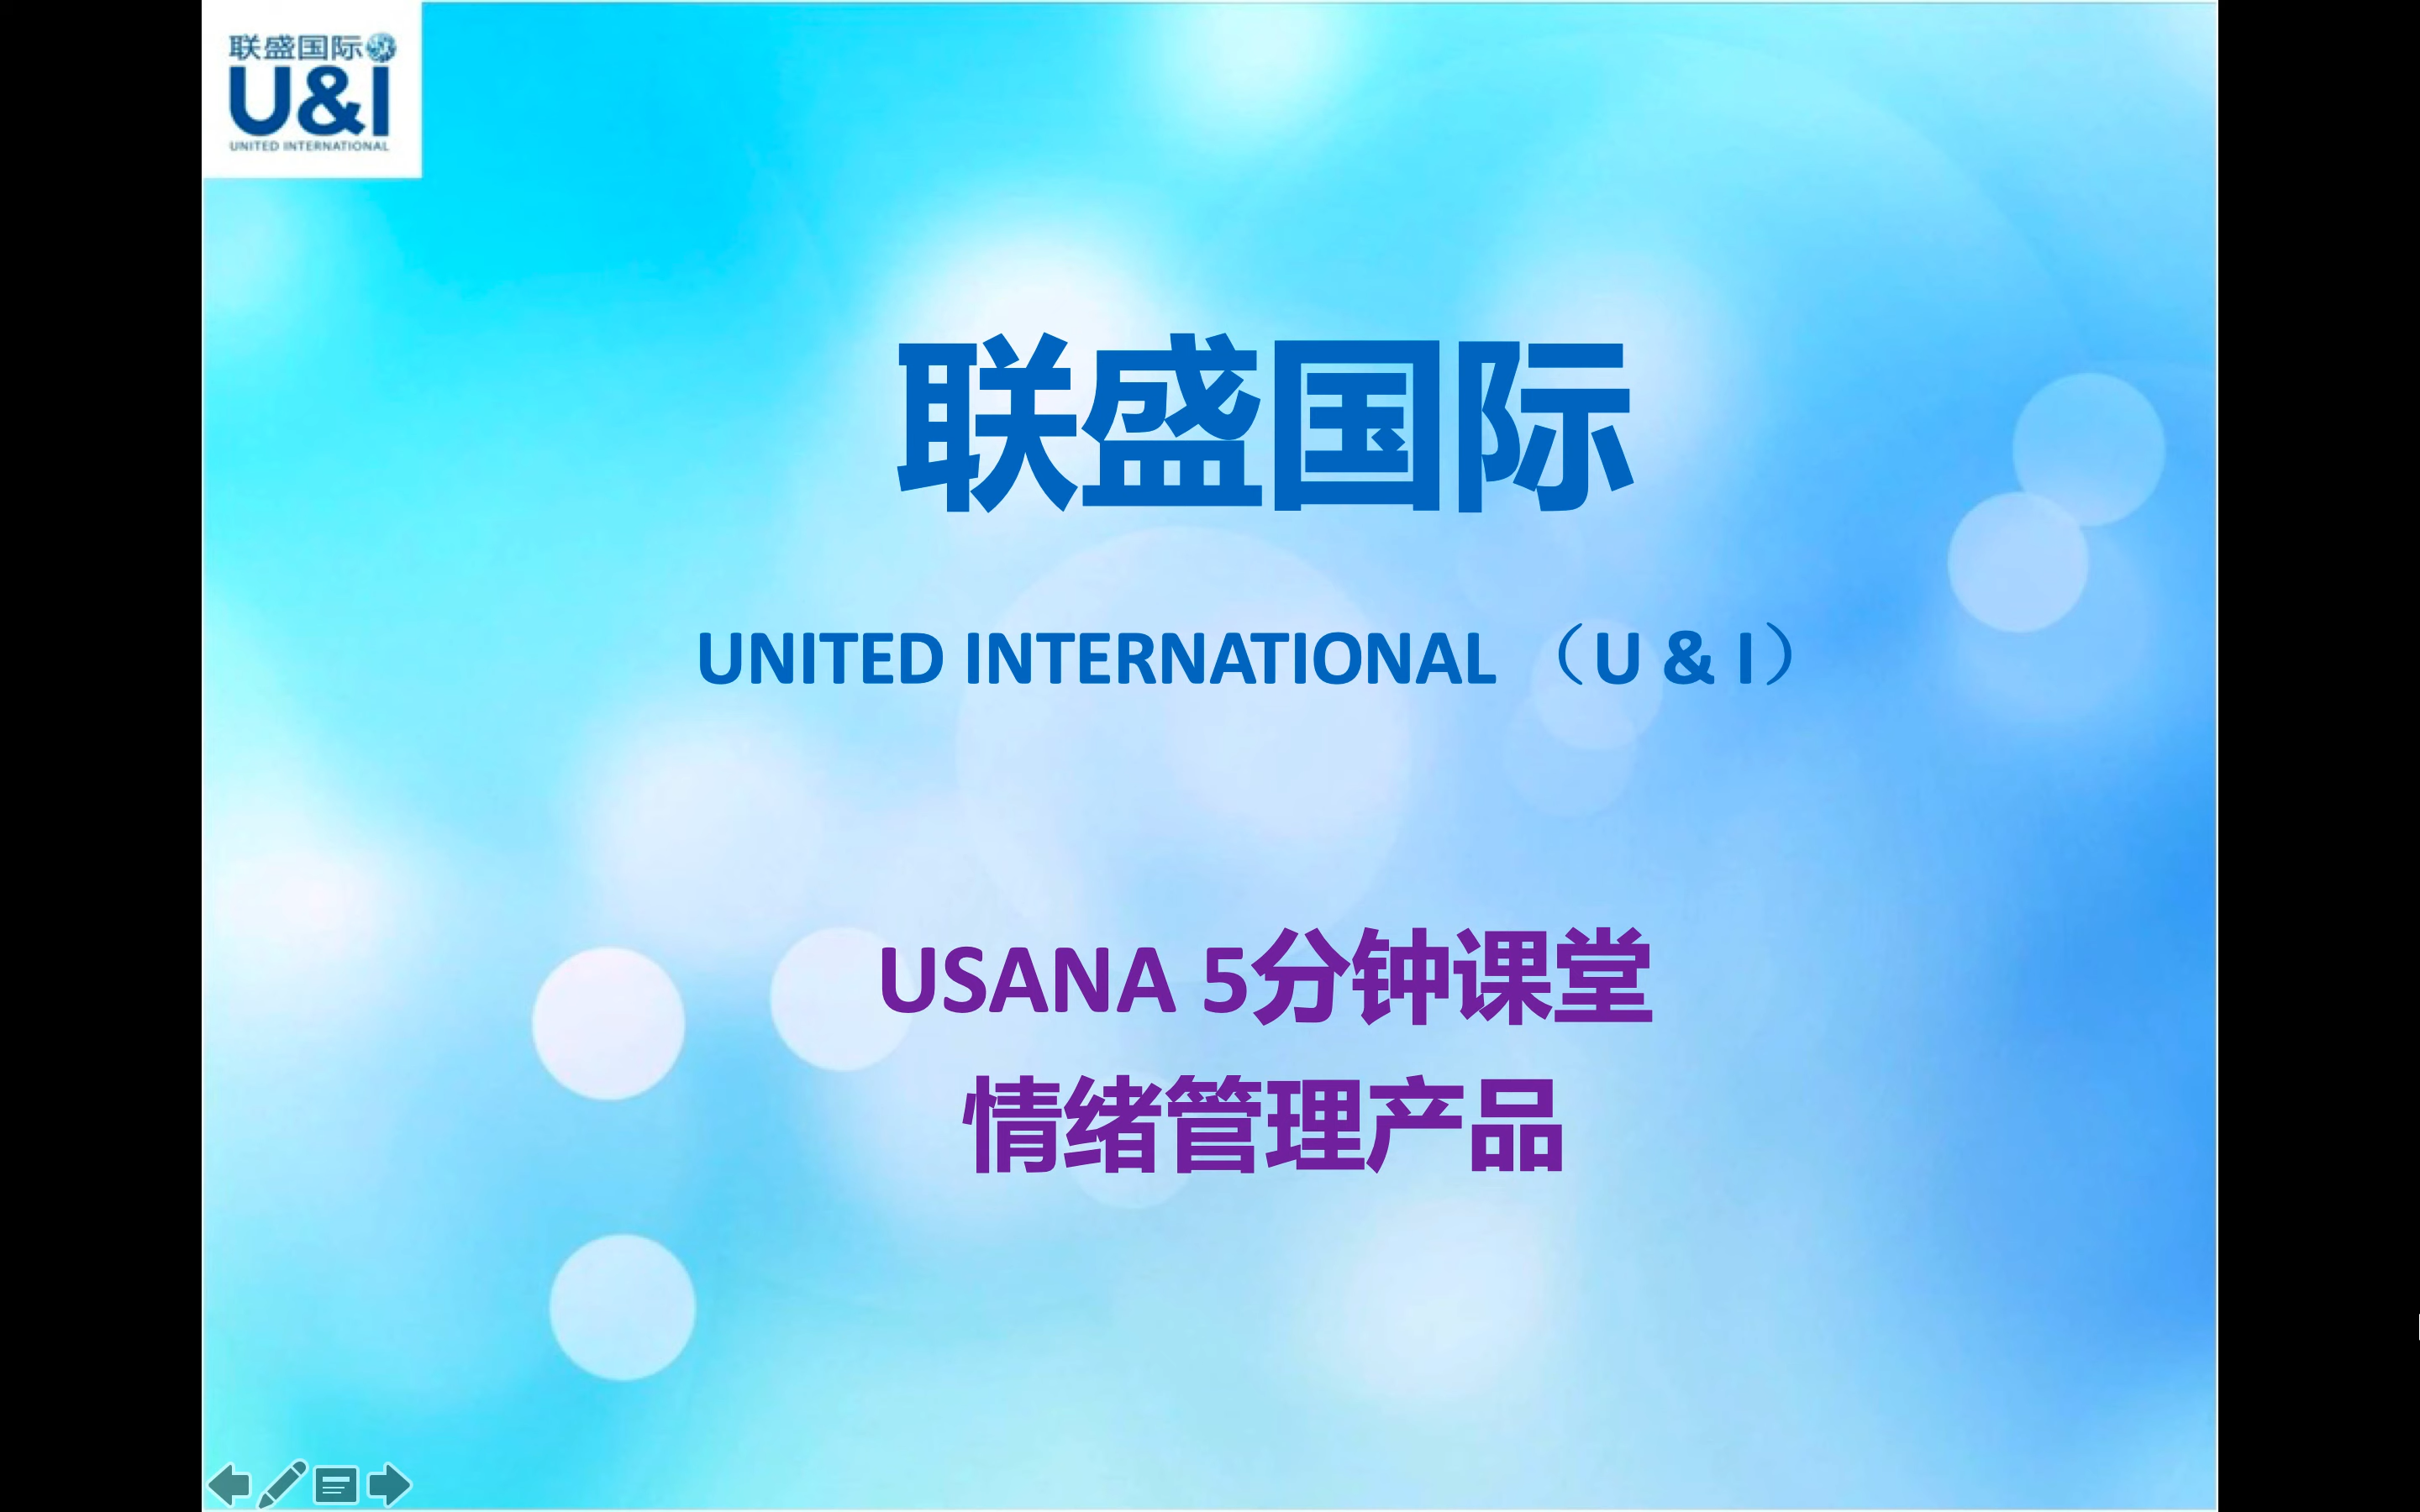 联盛国际
U&I
UNITED INTERNATIONAL
联盛国际
UNITED INTERNATIONAL （U & I）
USANA 5分钟课堂
情绪管理产品